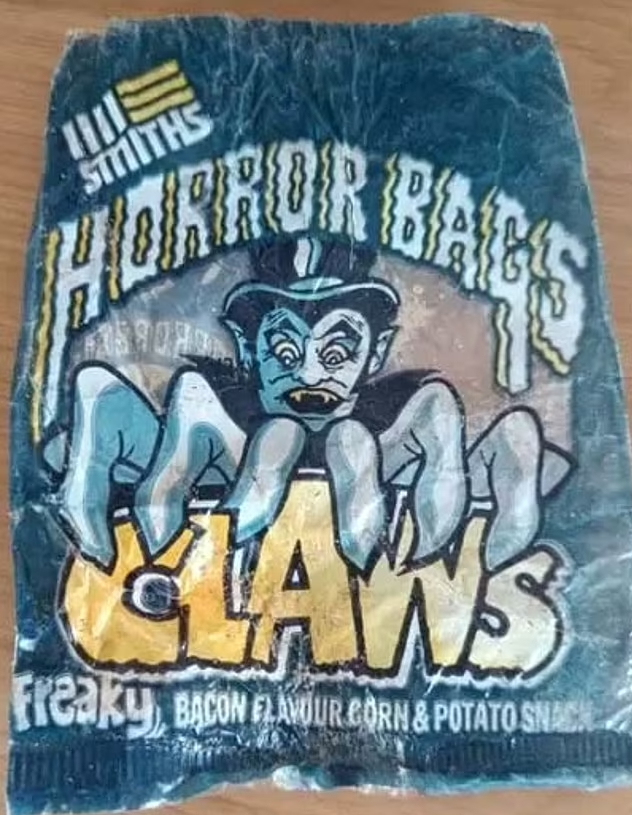 SMITHS
HORROR BAGS
CLAWS
Freaky BACON FLAVOUR CORN & POTATO SNACK